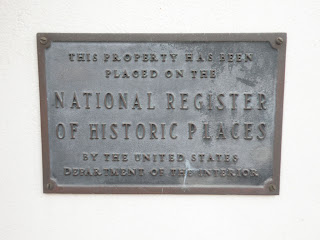 THIS PROPERTY HAS BEEN
PLACED ON THE
NATIONAL REGISTER
OF HISTORIC PLACES
BY THE UNITED STATES
DEPARTMENT OF THE INTERIOR